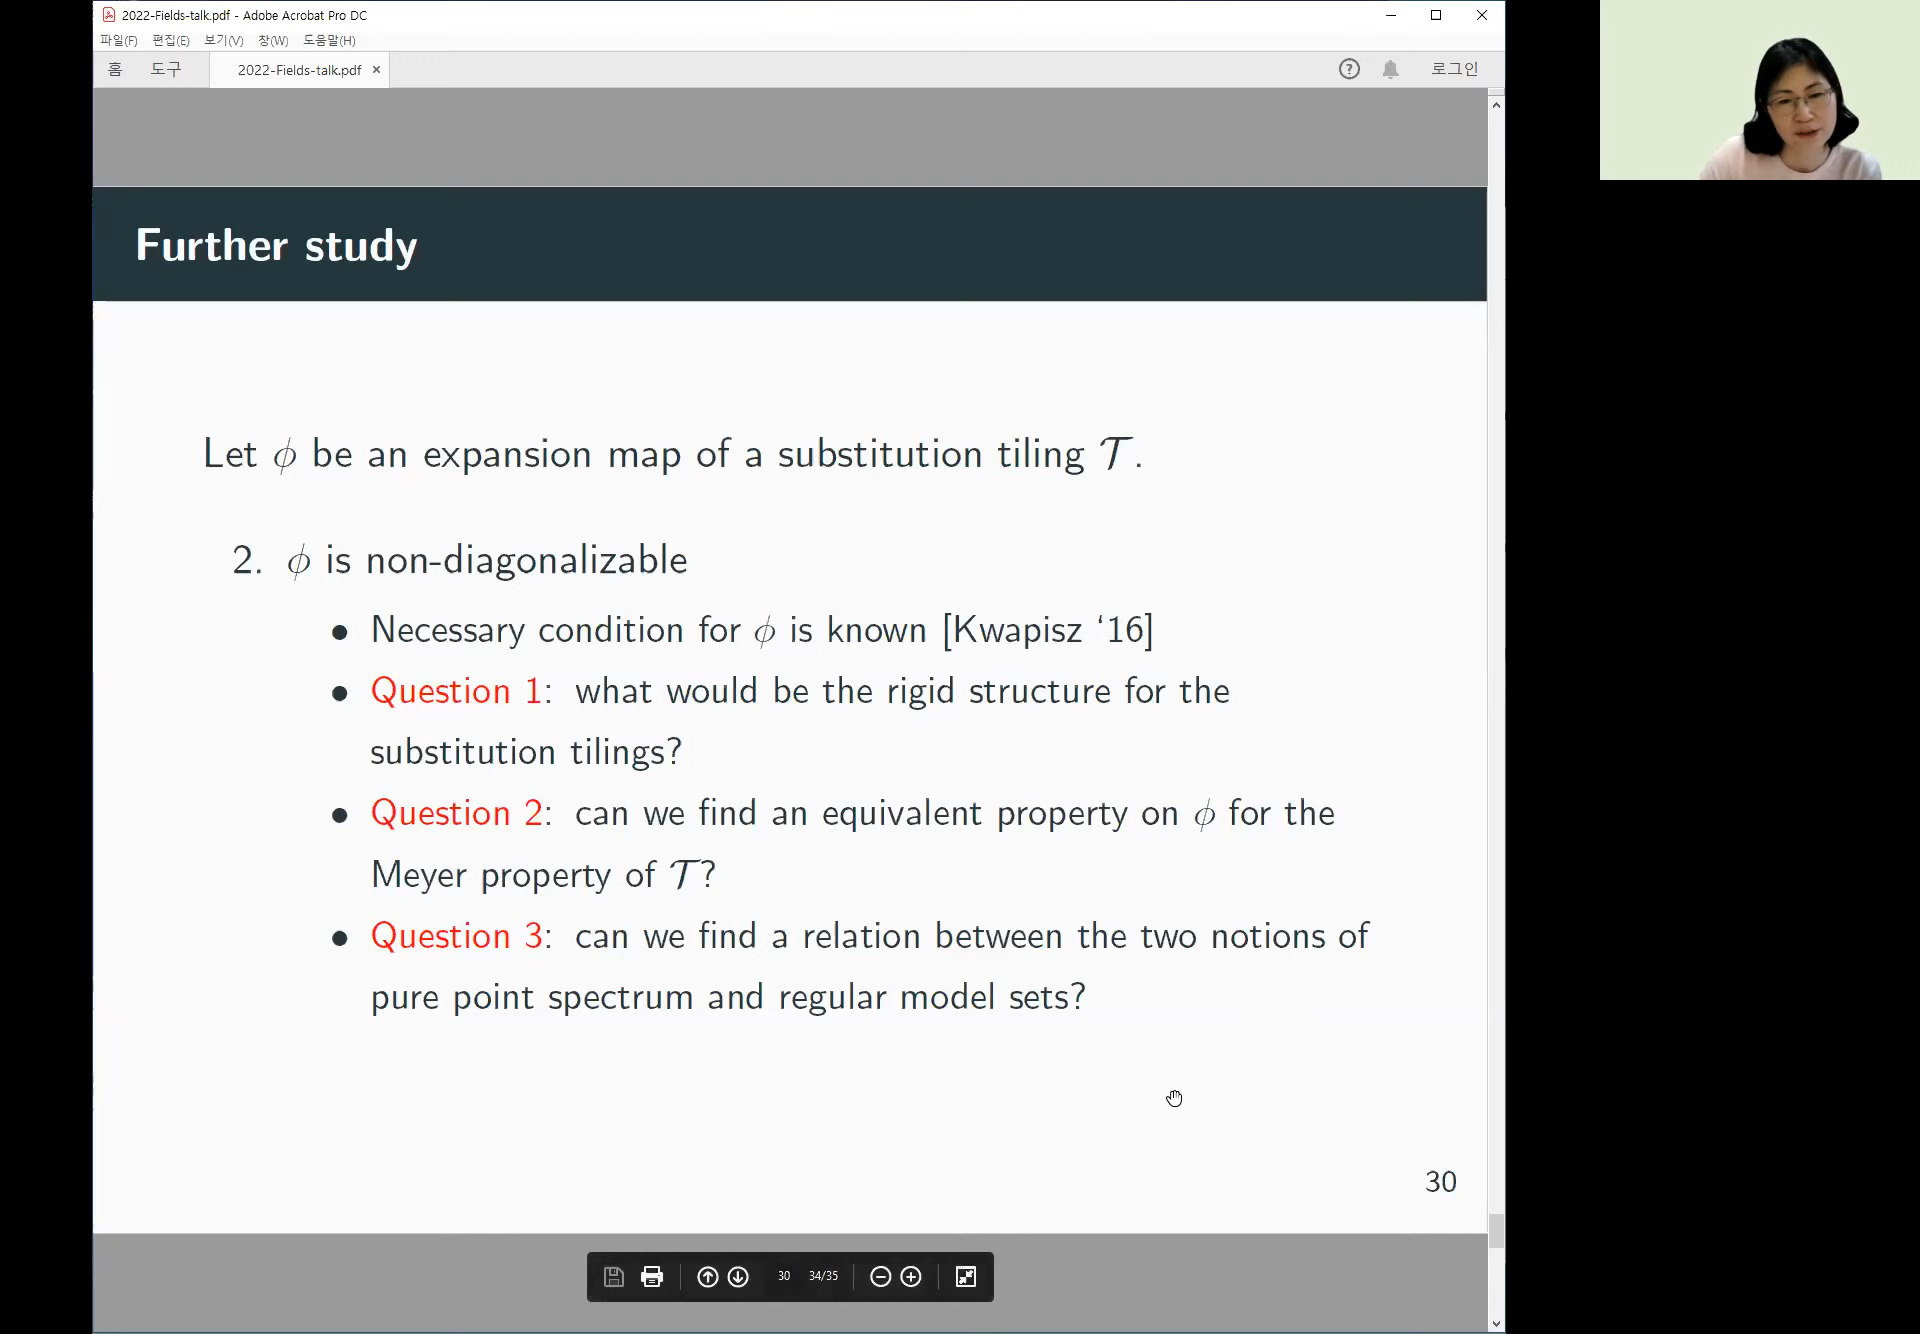 2022-Fields-talk.pdf - Adobe Acrobat Pro DC
파일(F) 편집(E) 보기(V) 창(W) 도움말(H)
홈 도구 2022-Fields-talk.pdf × ? 로그인
Further study
Let ϕ be an expansion map of a substitution tiling 𝒯.
2. ϕ is non-diagonalizable
• Necessary condition for ϕ is known [Kwapisz ‘16]
• Question 1: what would be the rigid structure for the
substitution tilings?
• Question 2: can we find an equivalent property on ϕ for the
Meyer property of 𝒯?
• Question 3: can we find a relation between the two notions of
pure point spectrum and regular model sets?
30
30 34/35